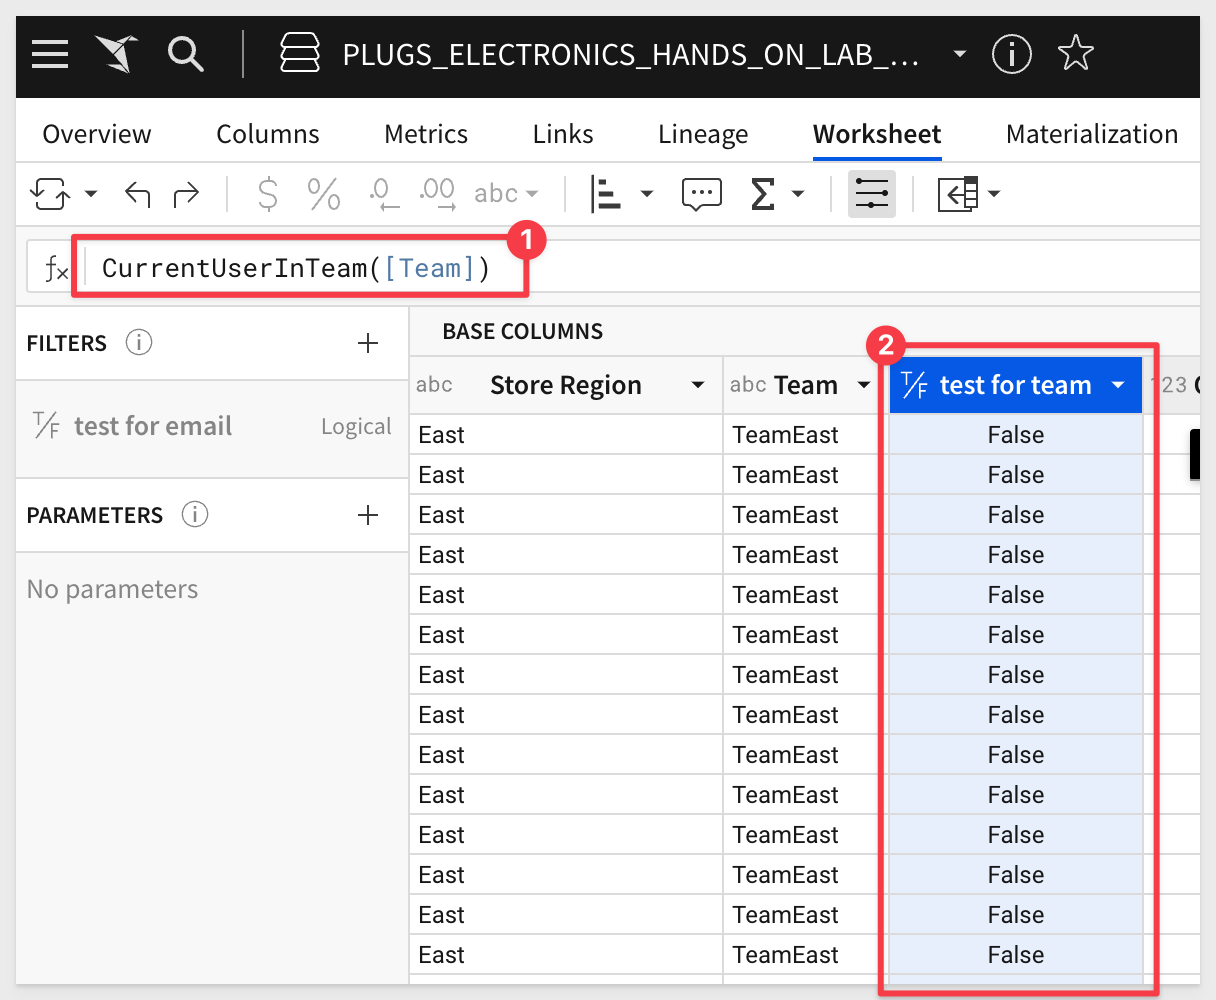 PLUGS_ELECTRONICS_HANDS_ON_LAB_...
Overview Columns Metrics Links Lineage Worksheet Materialization
$ % .0 .00 abc Σ
1
fx CurrentUserInTeam([Team])
FILTERS i +
BASE COLUMNS
2
abc Store Region abc Team T/F test for team 123
T/F test for email Logical
PARAMETERS i +
No parameters
East TeamEast False
East TeamEast False
East TeamEast False
East TeamEast False
East TeamEast False
East TeamEast False
East TeamEast False
East TeamEast False
East TeamEast False
East TeamEast False
East TeamEast False
East TeamEast False
East TeamEast False
East TeamEast False